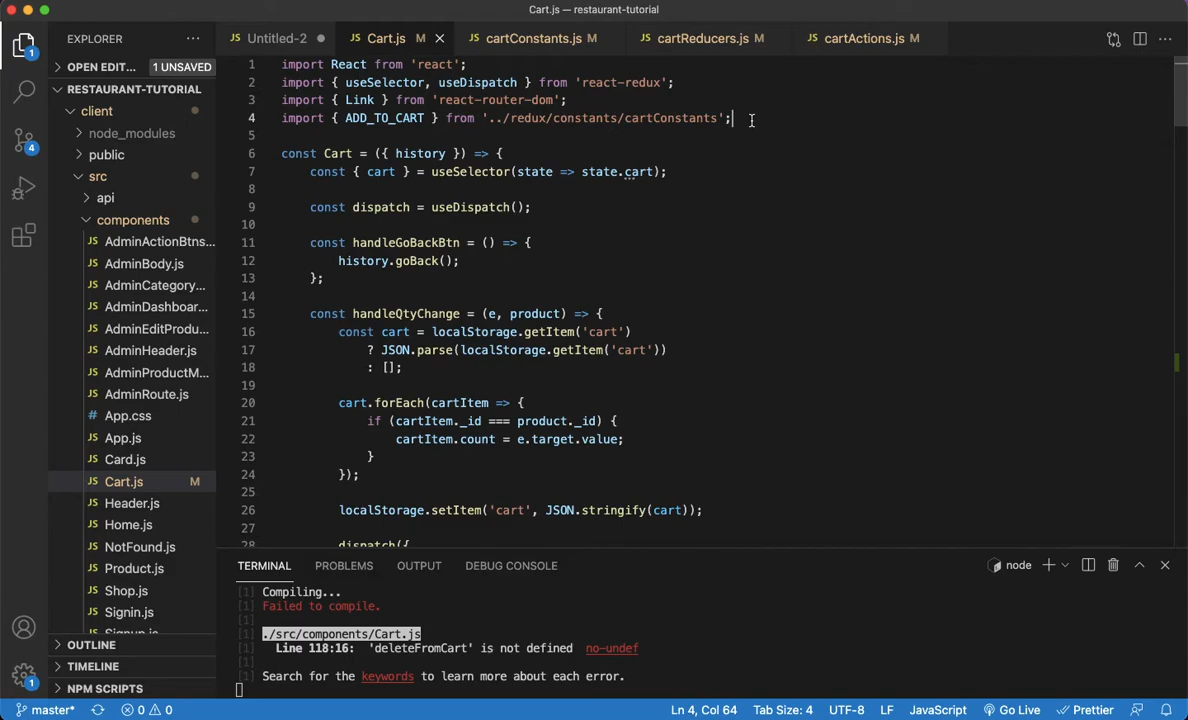 Cart.js — restaurant-tutorial
EXPLORER
Untitled-2
Cart.js M
cartConstants.js M
cartReducers.js M
cartActions.js M
OPEN EDIT... 1 UNSAVED
RESTAURANT-TUTORIAL
client
node_modules
public
src
api
components
AdminActionBtns...
AdminBody.js
AdminCategory...
AdminDashboar...
AdminEditProdu...
AdminHeader.js
AdminProductM...
AdminRoute.js
App.css
App.js
Card.js
Cart.js M
Header.js
Home.js
NotFound.js
Product.js
Shop.js
Signin.js
OUTLINE
TIMELINE
NPM SCRIPTS
1 import React from 'react';
2 import { useSelector, useDispatch } from 'react-redux';
3 import { Link } from 'react-router-dom';
4 import { ADD_TO_CART } from '../redux/constants/cartConstants';
5
6 const Cart = ({ history }) => {
7 const { cart } = useSelector(state => state.cart);
8
9 const dispatch = useDispatch();
10
11 const handleGoBackBtn = () => {
12 history.goBack();
13 };
14
15 const handleQtyChange = (e, product) => {
16 const cart = localStorage.getItem('cart')
17 ? JSON.parse(localStorage.getItem('cart'))
18 : [];
19
20 cart.forEach(cartItem => {
21 if (cartItem._id === product._id) {
22 cartItem.count = e.target.value;
23 }
24 });
25
26 localStorage.setItem('cart', JSON.stringify(cart));
27
28 dispatch({
TERMINAL PROBLEMS OUTPUT DEBUG CONSOLE node
[1] Compiling...
[1] Failed to compile.
[1]
[1] ./src/components/Cart.js
[1] Line 118:16: 'deleteFromCart' is not defined no-undef
[1]
[1] Search for the keywords to learn more about each error.
master* 0 0 Ln 4, Col 64 Tab Size: 4 UTF-8 LF JavaScript Go Live Prettier